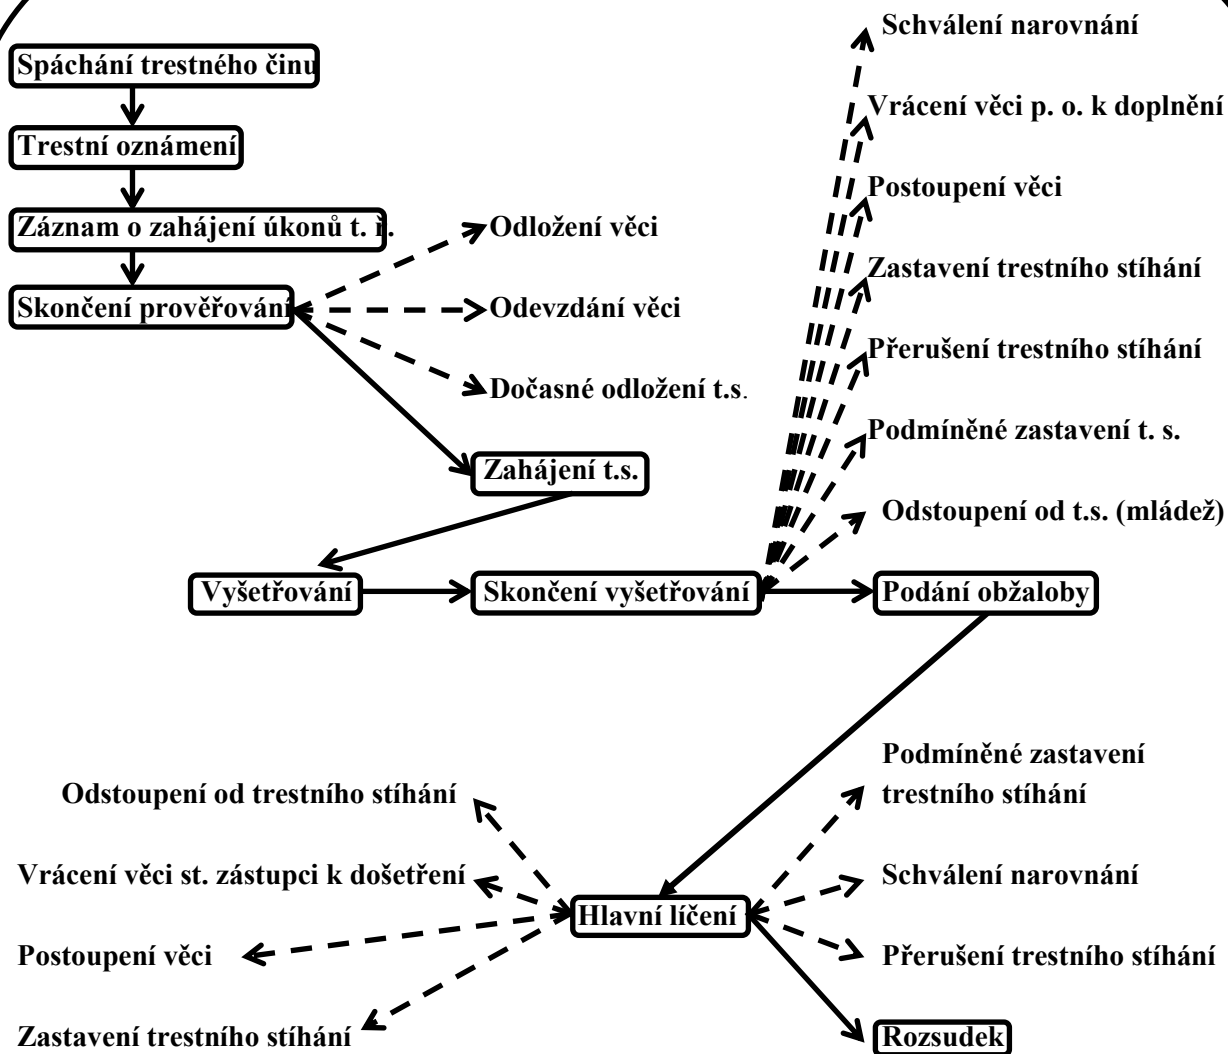 Schválení narovnání
Spáchání trestného činu
Vrácení věci p. o. k doplnění
Trestní oznámení
Postoupení věci
Záznam o zahájení úkonů t. ř.
Odložení věci
Zastavení trestního stíhání
Skončení prověřování
Odevzdání věci
Přerušení trestního stíhání
Dočasné odložení t.s.
Podmíněné zastavení t. s.
Zahájení t.s.
Odstoupení od t.s. (mládež)
Vyšetřování
Skončení vyšetřování
Podání obžaloby
Podmíněné zastavení
trestního stíhání
Odstoupení od trestního stíhání
Vrácení věci st. zástupci k došetření
Schválení narovnání
Hlavní líčení
Postoupení věci
Přerušení trestního stíhání
Zastavení trestního stíhání
Rozsudek